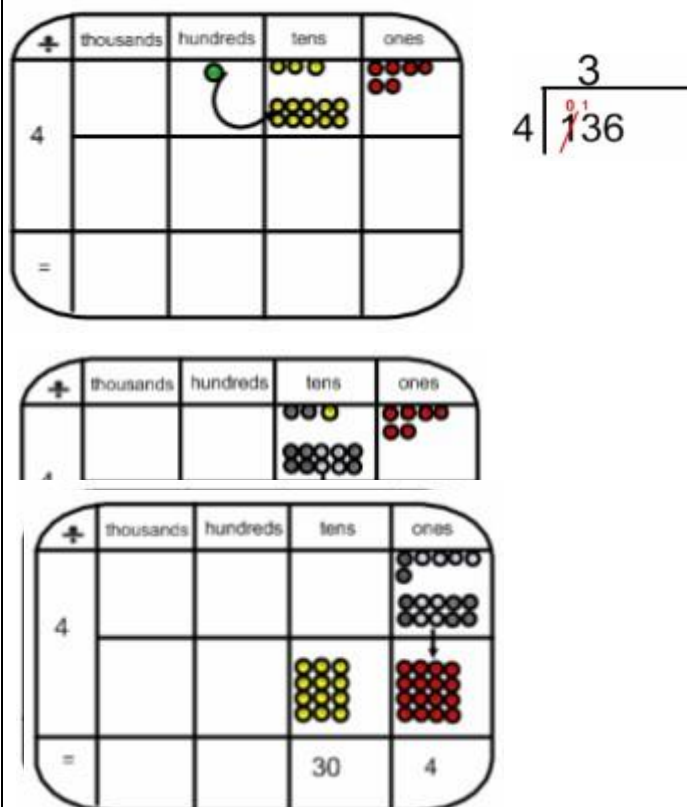 ÷ thousands hundreds tens ones
4
=
3
0 1
4 136
÷ thousands hundreds tens ones
4
÷ thousands hundreds tens ones
4
= 30 4